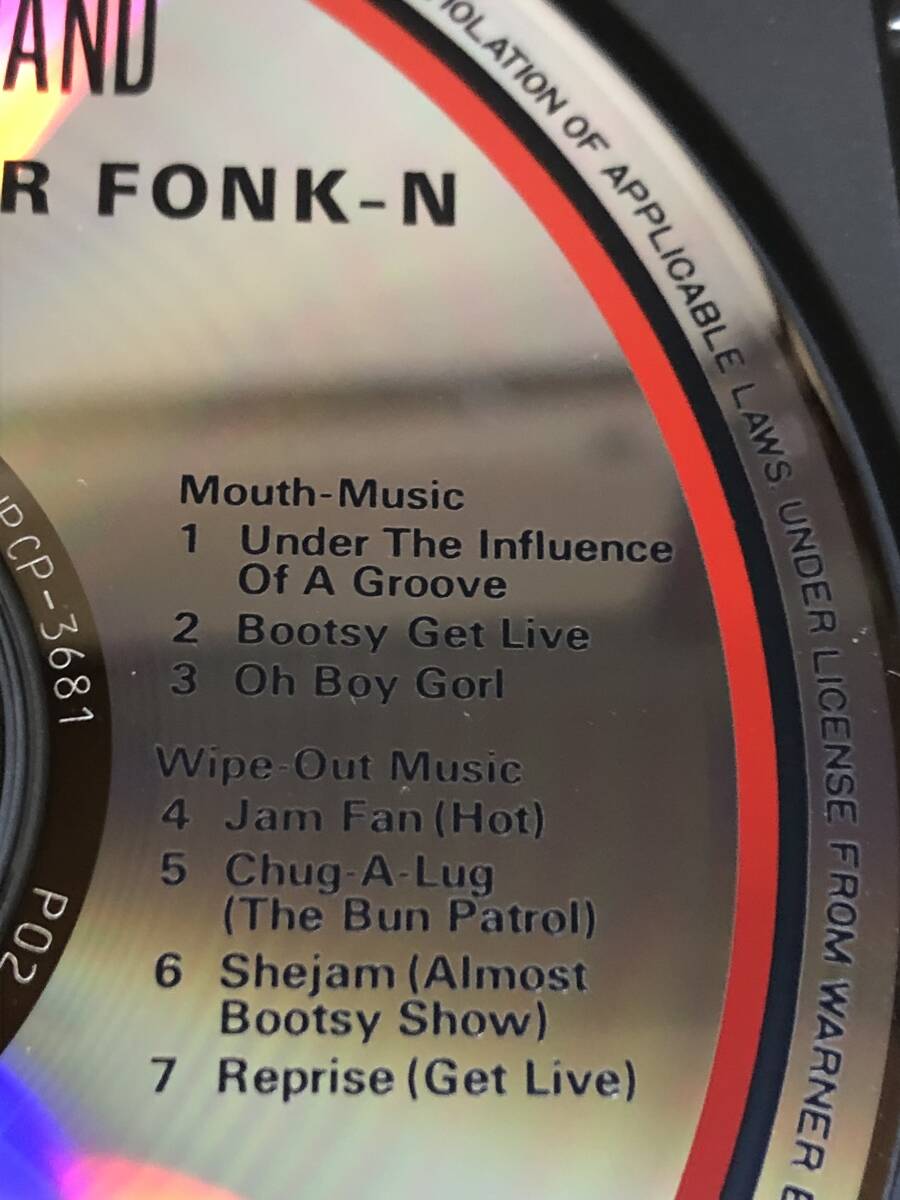 AND
R FONK-N
Mouth-Music
1 Under The Influence
Of A Groove
2 Bootsy Get Live
3 Oh Boy Gorl
Wipe-Out Music
4 Jam Fan (Hot)
5 Chug-A-Lug
(The Bun Patrol)
6 Shejam (Almost
Bootsy Show)
7 Reprise (Get Live)
PCP-3681
P02
OF APPLICABLE LAWS. UNDER LICENSE FROM WARNER